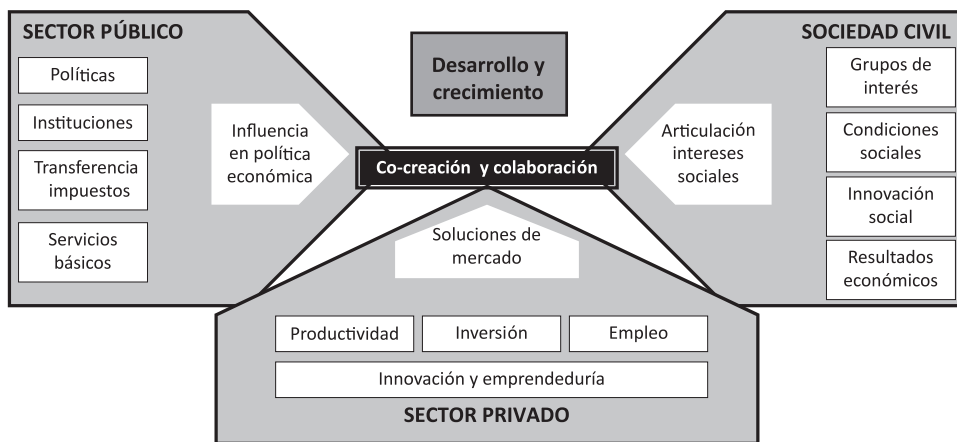 SECTOR PÚBLICO
Políticas
Instituciones
Transferencia
impuestos
Servicios
básicos
Influencia
en política
económica
Desarrollo y
crecimiento
Co-creación y colaboración
Soluciones de
mercado
Articulación
intereses
sociales
SOCIEDAD CIVIL
Grupos de
interés
Condiciones
sociales
Innovación
social
Resultados
económicos
Productividad
Inversión
Empleo
Innovación y emprendeduría
SECTOR PRIVADO